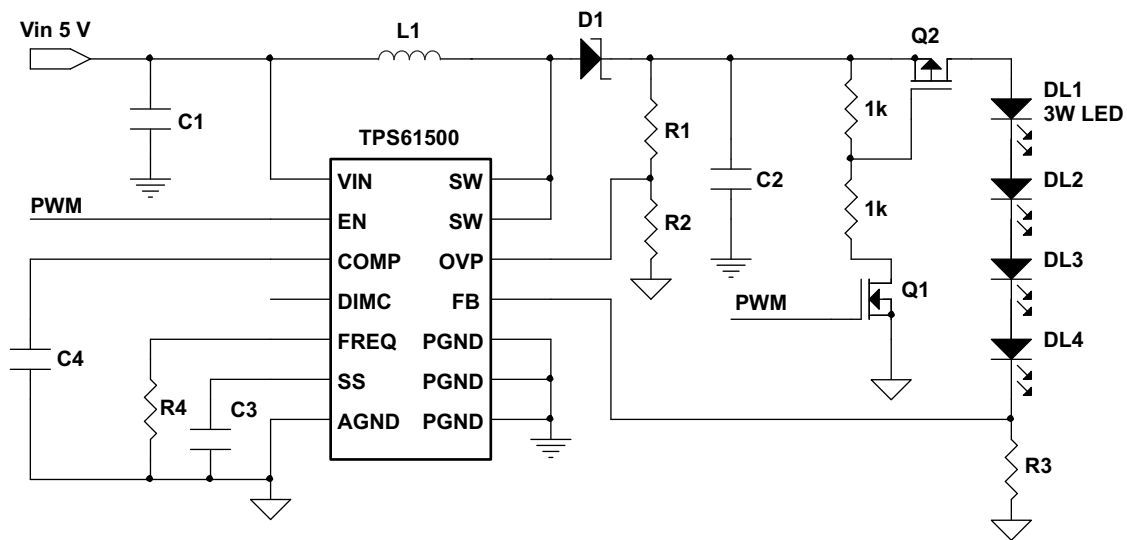 Vin 5 V
L1
D1
Q2
C1
TPS61500
R1
C2
1k
DL1
3W LED
PWM
VIN
SW
EN
SW
R2
1k
DL2
COMP
OVP
DIMC
FB
PWM
Q1
DL3
C4
FREQ
PGND
DL4
R4
C3
SS
PGND
AGND
PGND
R3